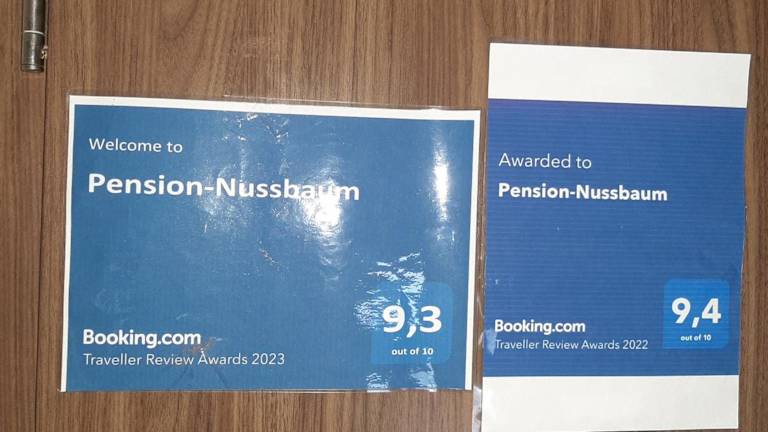 Welcome to
Pension-Nussbaum
9,3
out of 10
Booking.com
Traveller Review Awards 2023
Awarded to
Pension-Nussbaum
9,4
out of 10
Booking.com
Traveller Review Awards 2022